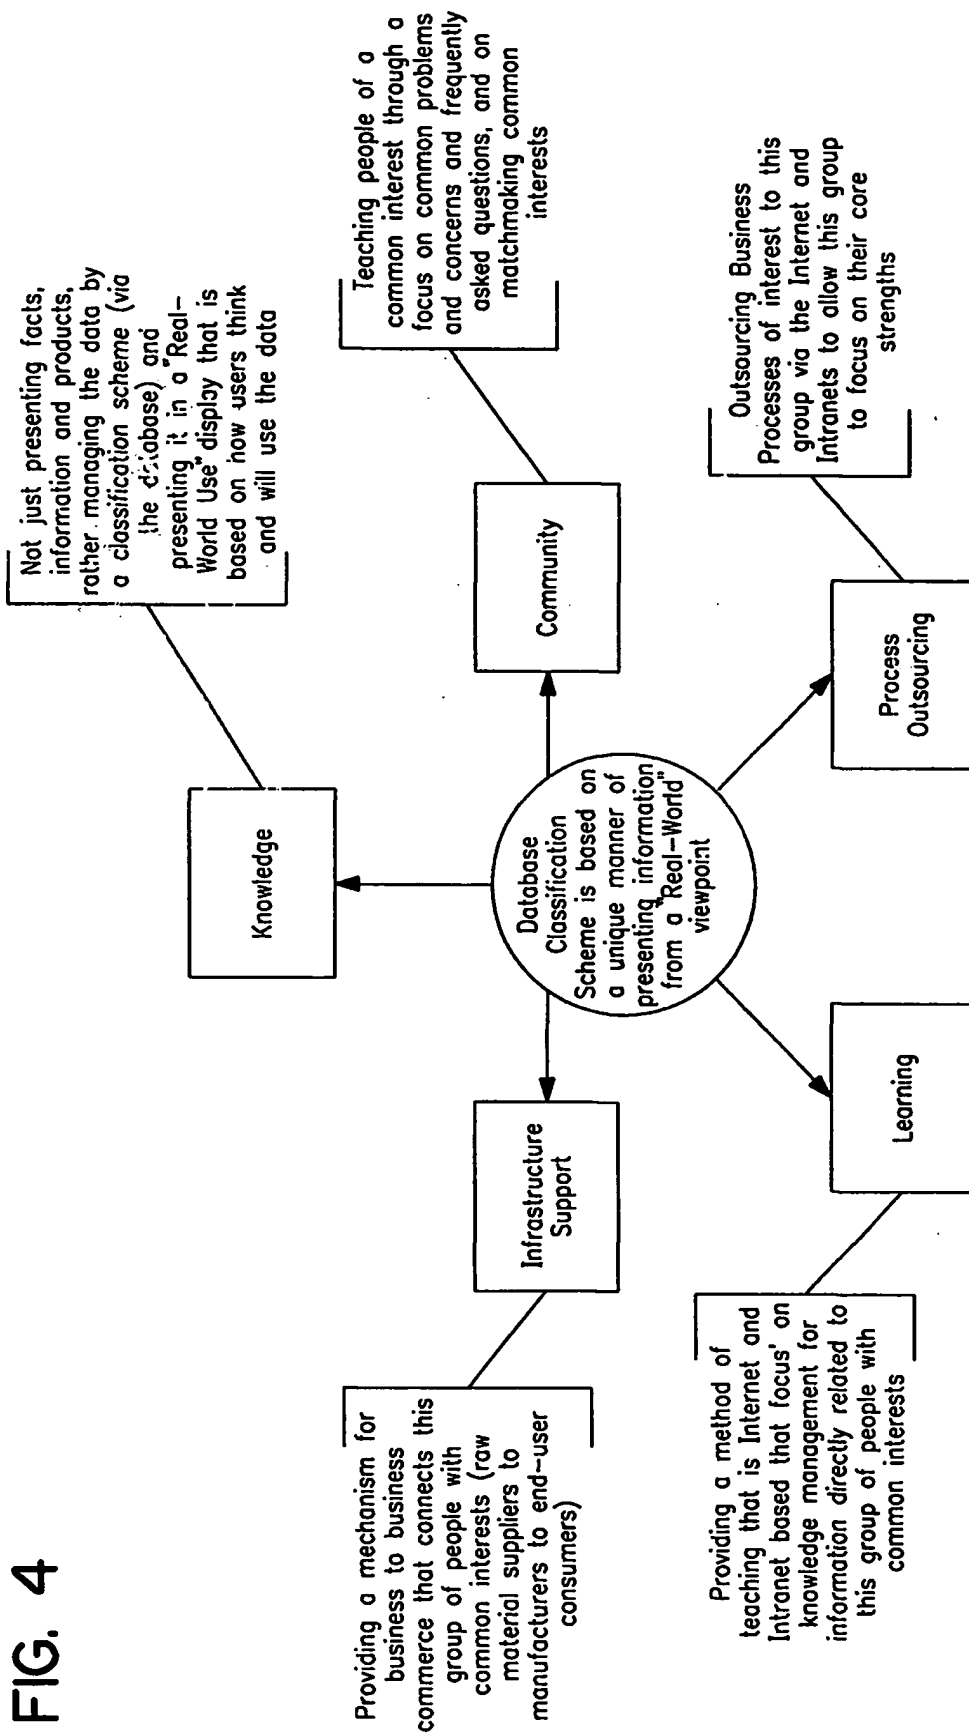 FIG. 4
Not just presenting facts,
information and products,
rather managing the data by
a classification scheme (via
the database) and
presenting it in a "Real-
World Use" display that is
based on now users think
and will use the data
Knowledge
Teaching people of a
common interest through a
focus on common problems
and concerns and frequently
asked questions, and on
matchmaking common
interests
Community
Providing a mechanism for
business to business
commerce that connects this
group of people with
common interests (raw
material suppliers to
manufacturers to end-user
consumers)
Infrastructure
Support
Database
Classification
Scheme is based on
a unique manner of
presenting information
from a "Real-World"
viewpoint
Providing a method of
teaching that is Internet and
Intranet based that focus' on
knowledge management for
information directly related to
this group of people with
common interests
Learning
Process
Outsourcing
Outsourcing Business
Processes of interest to this
group via the Internet and
Intranets to allow this group
to focus on their core
strengths